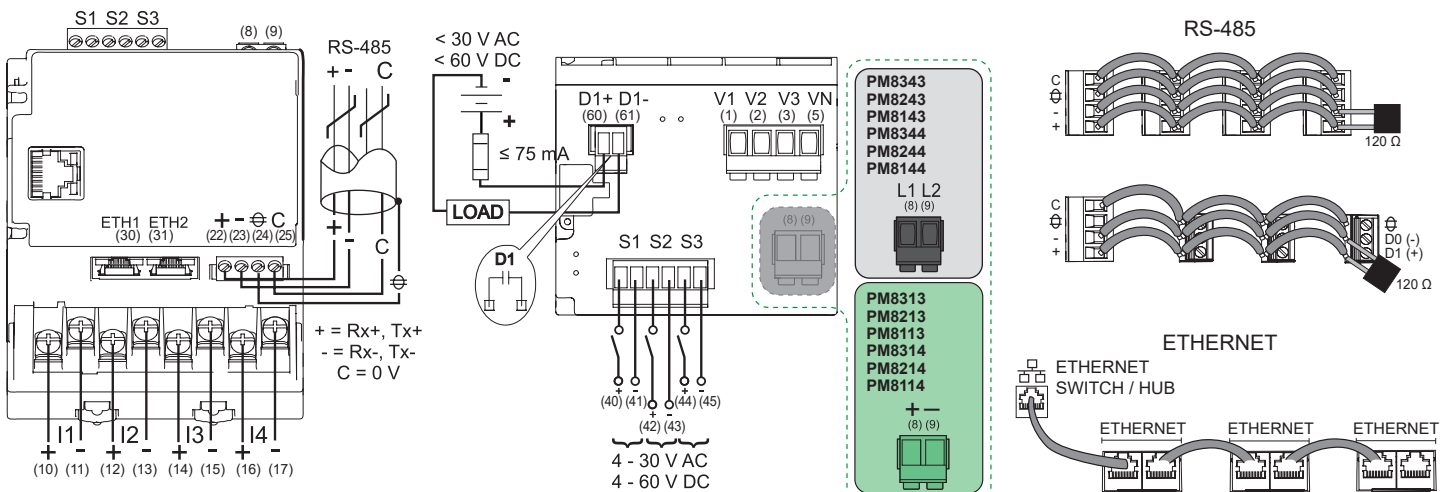 S1 S2 S3
(8) (9)
RS-485
+ - C
ETH1 ETH2
(30) (31)
+ - C
(22) (23) (24) (25)
+
-
C
+ = Rx+, Tx+
- = Rx-, Tx-
C = 0 V
I1 I2 I3 I4
+ - + - + - + -
(10) (11) (12) (13) (14) (15) (16) (17)
< 30 V AC
< 60 V DC
-
+
≤ 75 mA
LOAD
D1
D1+ D1-
(60) (61)
V1 V2 V3 VN
(1) (2) (3) (5)
(8) (9)
S1 S2 S3
+ - + -
(40) (41) (44) (45)
+ -
(42) (43)
4 - 30 V AC
4 - 60 V DC
PM8343
PM8243
PM8143
PM8344
PM8244
PM8144
L1 L2
(8) (9)
PM8313
PM8213
PM8113
PM8314
PM8214
PM8114
+ −
(8) (9)
RS-485
C
-
+
120 Ω
C
-
+
D0 (-)
D1 (+)
120 Ω
ETHERNET
ETHERNET
SWITCH / HUB
ETHERNET ETHERNET ETHERNET